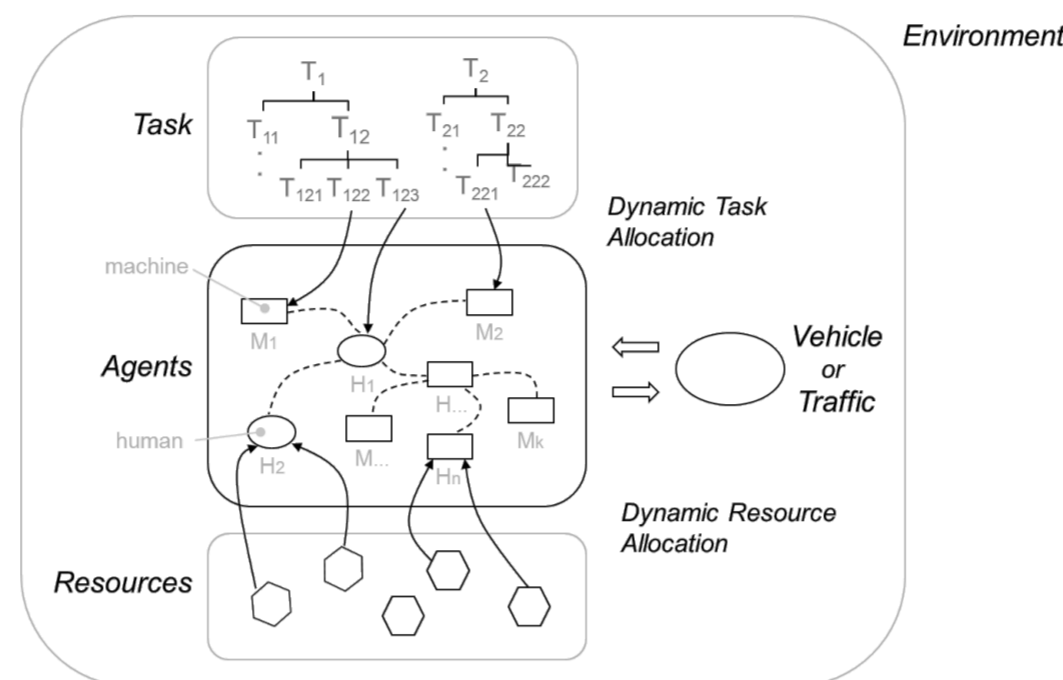 Environment
T1 T2
Task
T11 T12 T21 T22
T121 T122 T123 T221 T222
Dynamic Task
Allocation
machine
M1 M2
Agents
H1
H...
Vehicle
or
Traffic
human
H2 M... Hn Mk
Dynamic Resource
Allocation
Resources